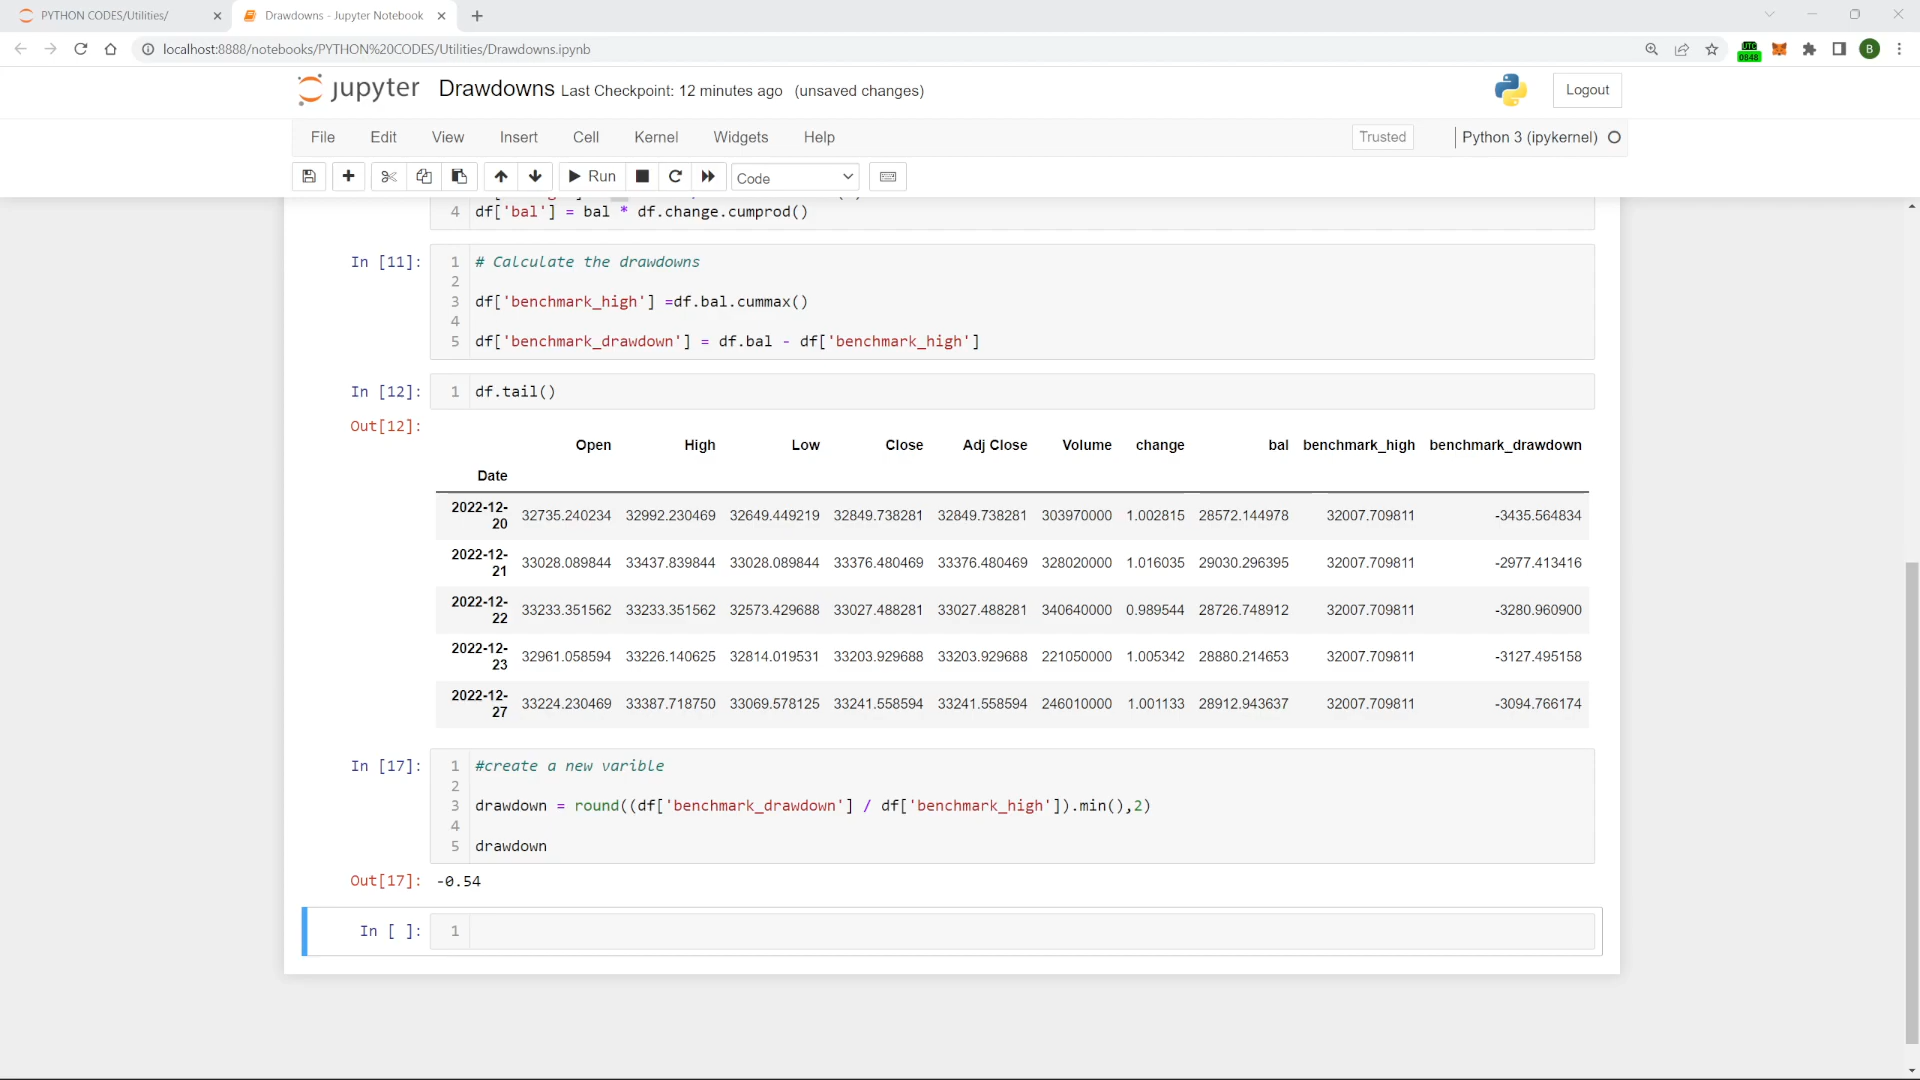 PYTHON CODES/Utilities/
Drawdowns - Jupyter Notebook
localhost:8888/notebooks/PYTHON%20CODES/Utilities/Drawdowns.ipynb
UTC
0848
B
jupyter Drawdowns Last Checkpoint: 12 minutes ago (unsaved changes)
Logout
File Edit View Insert Cell Kernel Widgets Help
Trusted
Python 3 (ipykernel)
Run
Code
4 df['bal'] = bal * df.change.cumprod()
In [11]: 1 # Calculate the drawdowns
2
3 df['benchmark_high'] =df.bal.cummax()
4
5 df['benchmark_drawdown'] = df.bal - df['benchmark_high']
In [12]: 1 df.tail()
Out[12]:
Open High Low Close Adj Close Volume change bal benchmark_high benchmark_drawdown
Date
2022-12-
20 32735.240234 32992.230469 32649.449219 32849.738281 32849.738281 303970000 1.002815 28572.144978 32007.709811 -3435.564834
2022-12-
21 33028.089844 33437.839844 33028.089844 33376.480469 33376.480469 328020000 1.016035 29030.296395 32007.709811 -2977.413416
2022-12-
22 33233.351562 33233.351562 32573.429688 33027.488281 33027.488281 340640000 0.989544 28726.748912 32007.709811 -3280.960900
2022-12-
23 32961.058594 33226.140625 32814.019531 33203.929688 33203.929688 221050000 1.005342 28880.214653 32007.709811 -3127.495158
2022-12-
27 33224.230469 33387.718750 33069.578125 33241.558594 33241.558594 246010000 1.001133 28912.943637 32007.709811 -3094.766174
In [17]: 1 #create a new varible
2
3 drawdown = round((df['benchmark_drawdown'] / df['benchmark_high']).min(),2)
4
5 drawdown
Out[17]: -0.54
In [ ]: 1